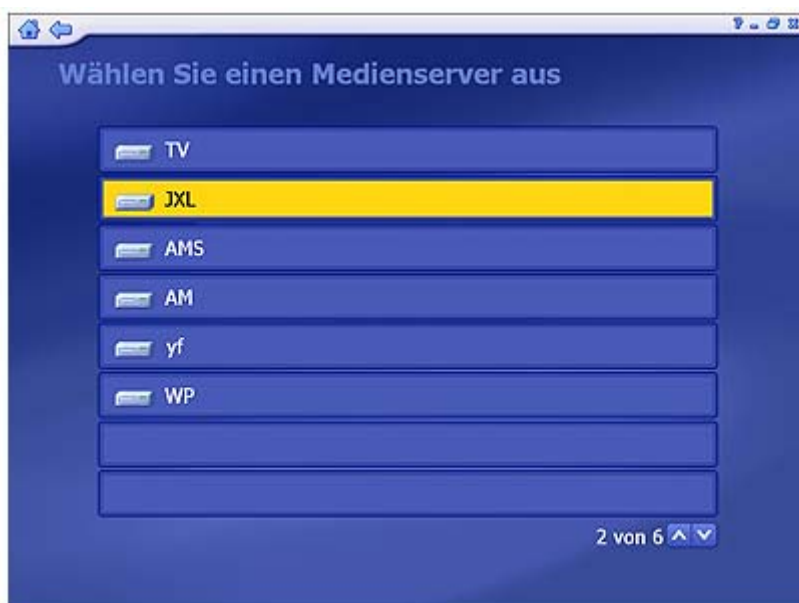 Wählen Sie einen Medienserver aus
TV
JXL
AMS
AM
yf
WP
2 von 6